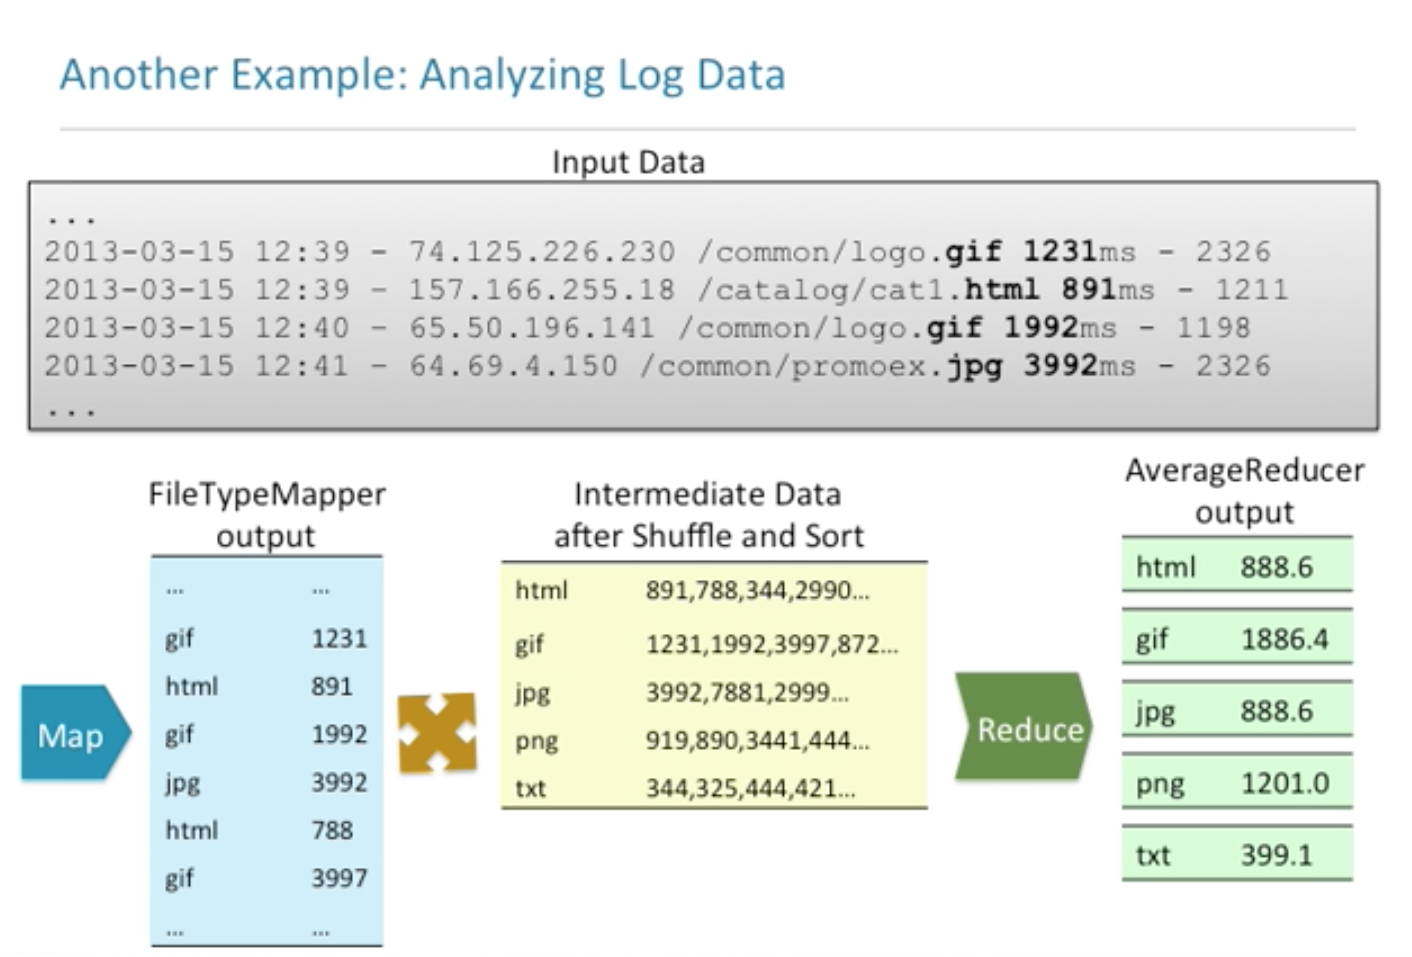 Another Example: Analyzing Log Data
Input Data
...
2013-03-15 12:39 - 74.125.226.230 /common/logo.gif 1231ms - 2326
2013-03-15 12:39 - 157.166.255.18 /catalog/cat1.html 891ms - 1211
2013-03-15 12:40 - 65.50.196.141 /common/logo.gif 1992ms - 1198
2013-03-15 12:41 - 64.69.4.150 /common/promoex.jpg 3992ms - 2326
...
Map
FileTypeMapper
output
... ...
gif 1231
html 891
gif 1992
jpg 3992
html 788
gif 3997
... ...
Intermediate Data
after Shuffle and Sort
html 891,788,344,2990...
gif 1231,1992,3997,872...
jpg 3992,7881,2999...
png 919,890,3441,444...
txt 344,325,444,421...
Reduce
AverageReducer
output
html 888.6
gif 1886.4
jpg 888.6
png 1201.0
txt 399.1